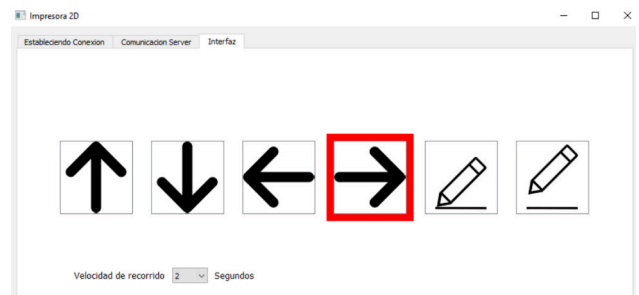 Impresora 2D
Estableciendo Conexion Comunicacion Server Interfaz
Velocidad de recorrido 2 Segundos